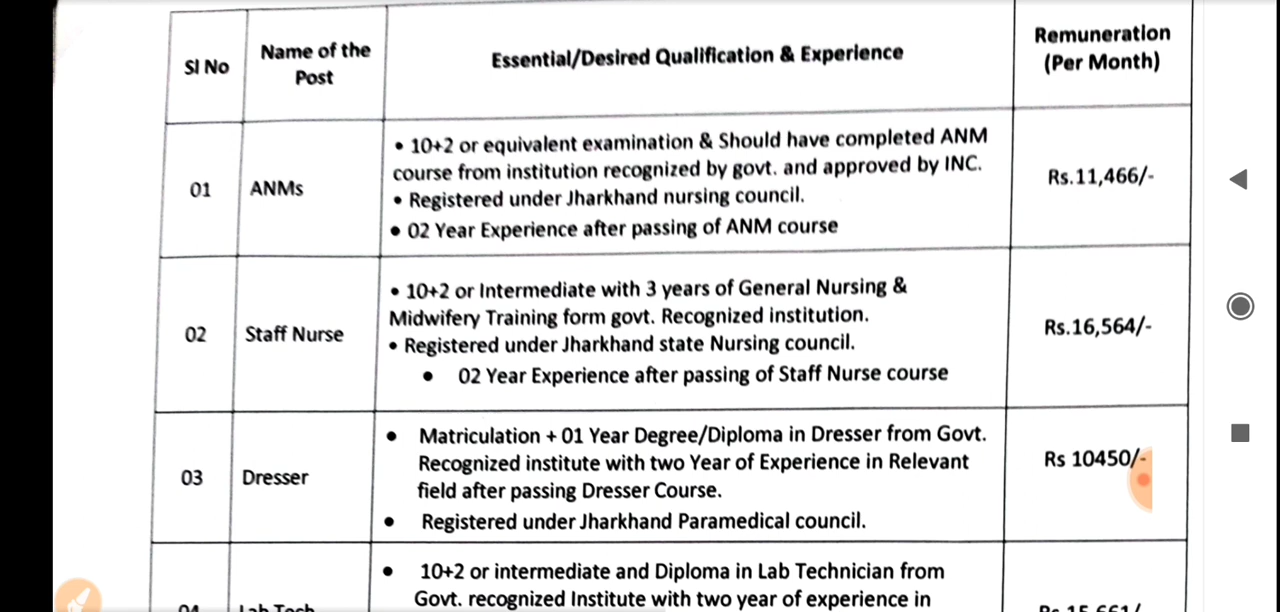 Sl No
Name of the
Post
Essential/Desired Qualification & Experience
Remuneration
(Per Month)
01
ANMs
• 10+2 or equivalent examination & Should have completed ANM
course from institution recognized by govt. and approved by INC.
• Registered under Jharkhand nursing council.
• 02 Year Experience after passing of ANM course
Rs.11,466/-
02
Staff Nurse
• 10+2 or Intermediate with 3 years of General Nursing &
Midwifery Training form govt. Recognized institution.
• Registered under Jharkhand state Nursing council.
• 02 Year Experience after passing of Staff Nurse course
Rs.16,564/-
03
Dresser
• Matriculation + 01 Year Degree/Diploma in Dresser from Govt.
Recognized institute with two Year of Experience in Relevant
field after passing Dresser Course.
• Registered under Jharkhand Paramedical council.
Rs 10450/-
04
Lab Tech
• 10+2 or intermediate and Diploma in Lab Technician from
Govt. recognized Institute with two year of experience in
Rs.15,661/